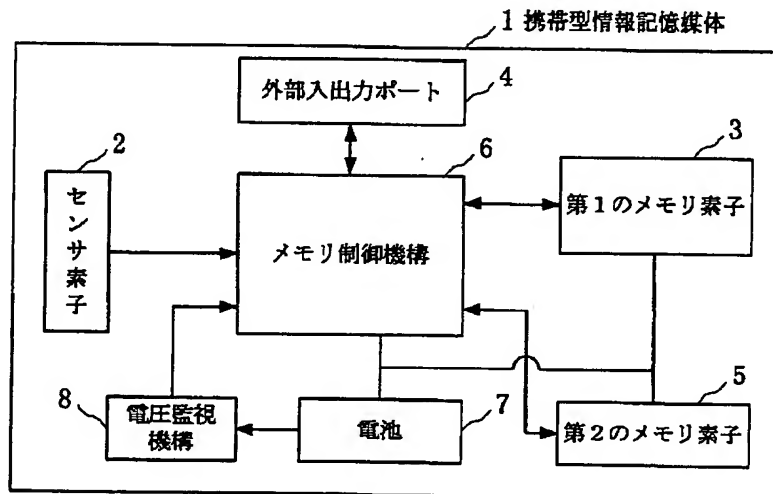 1 携帯型情報記憶媒体
外部入出力ポート
4
2
センサ素子
6
メモリ制御機構
3
第1のメモリ素子
8
電圧監視
機構
電池
7
5
第2のメモリ素子